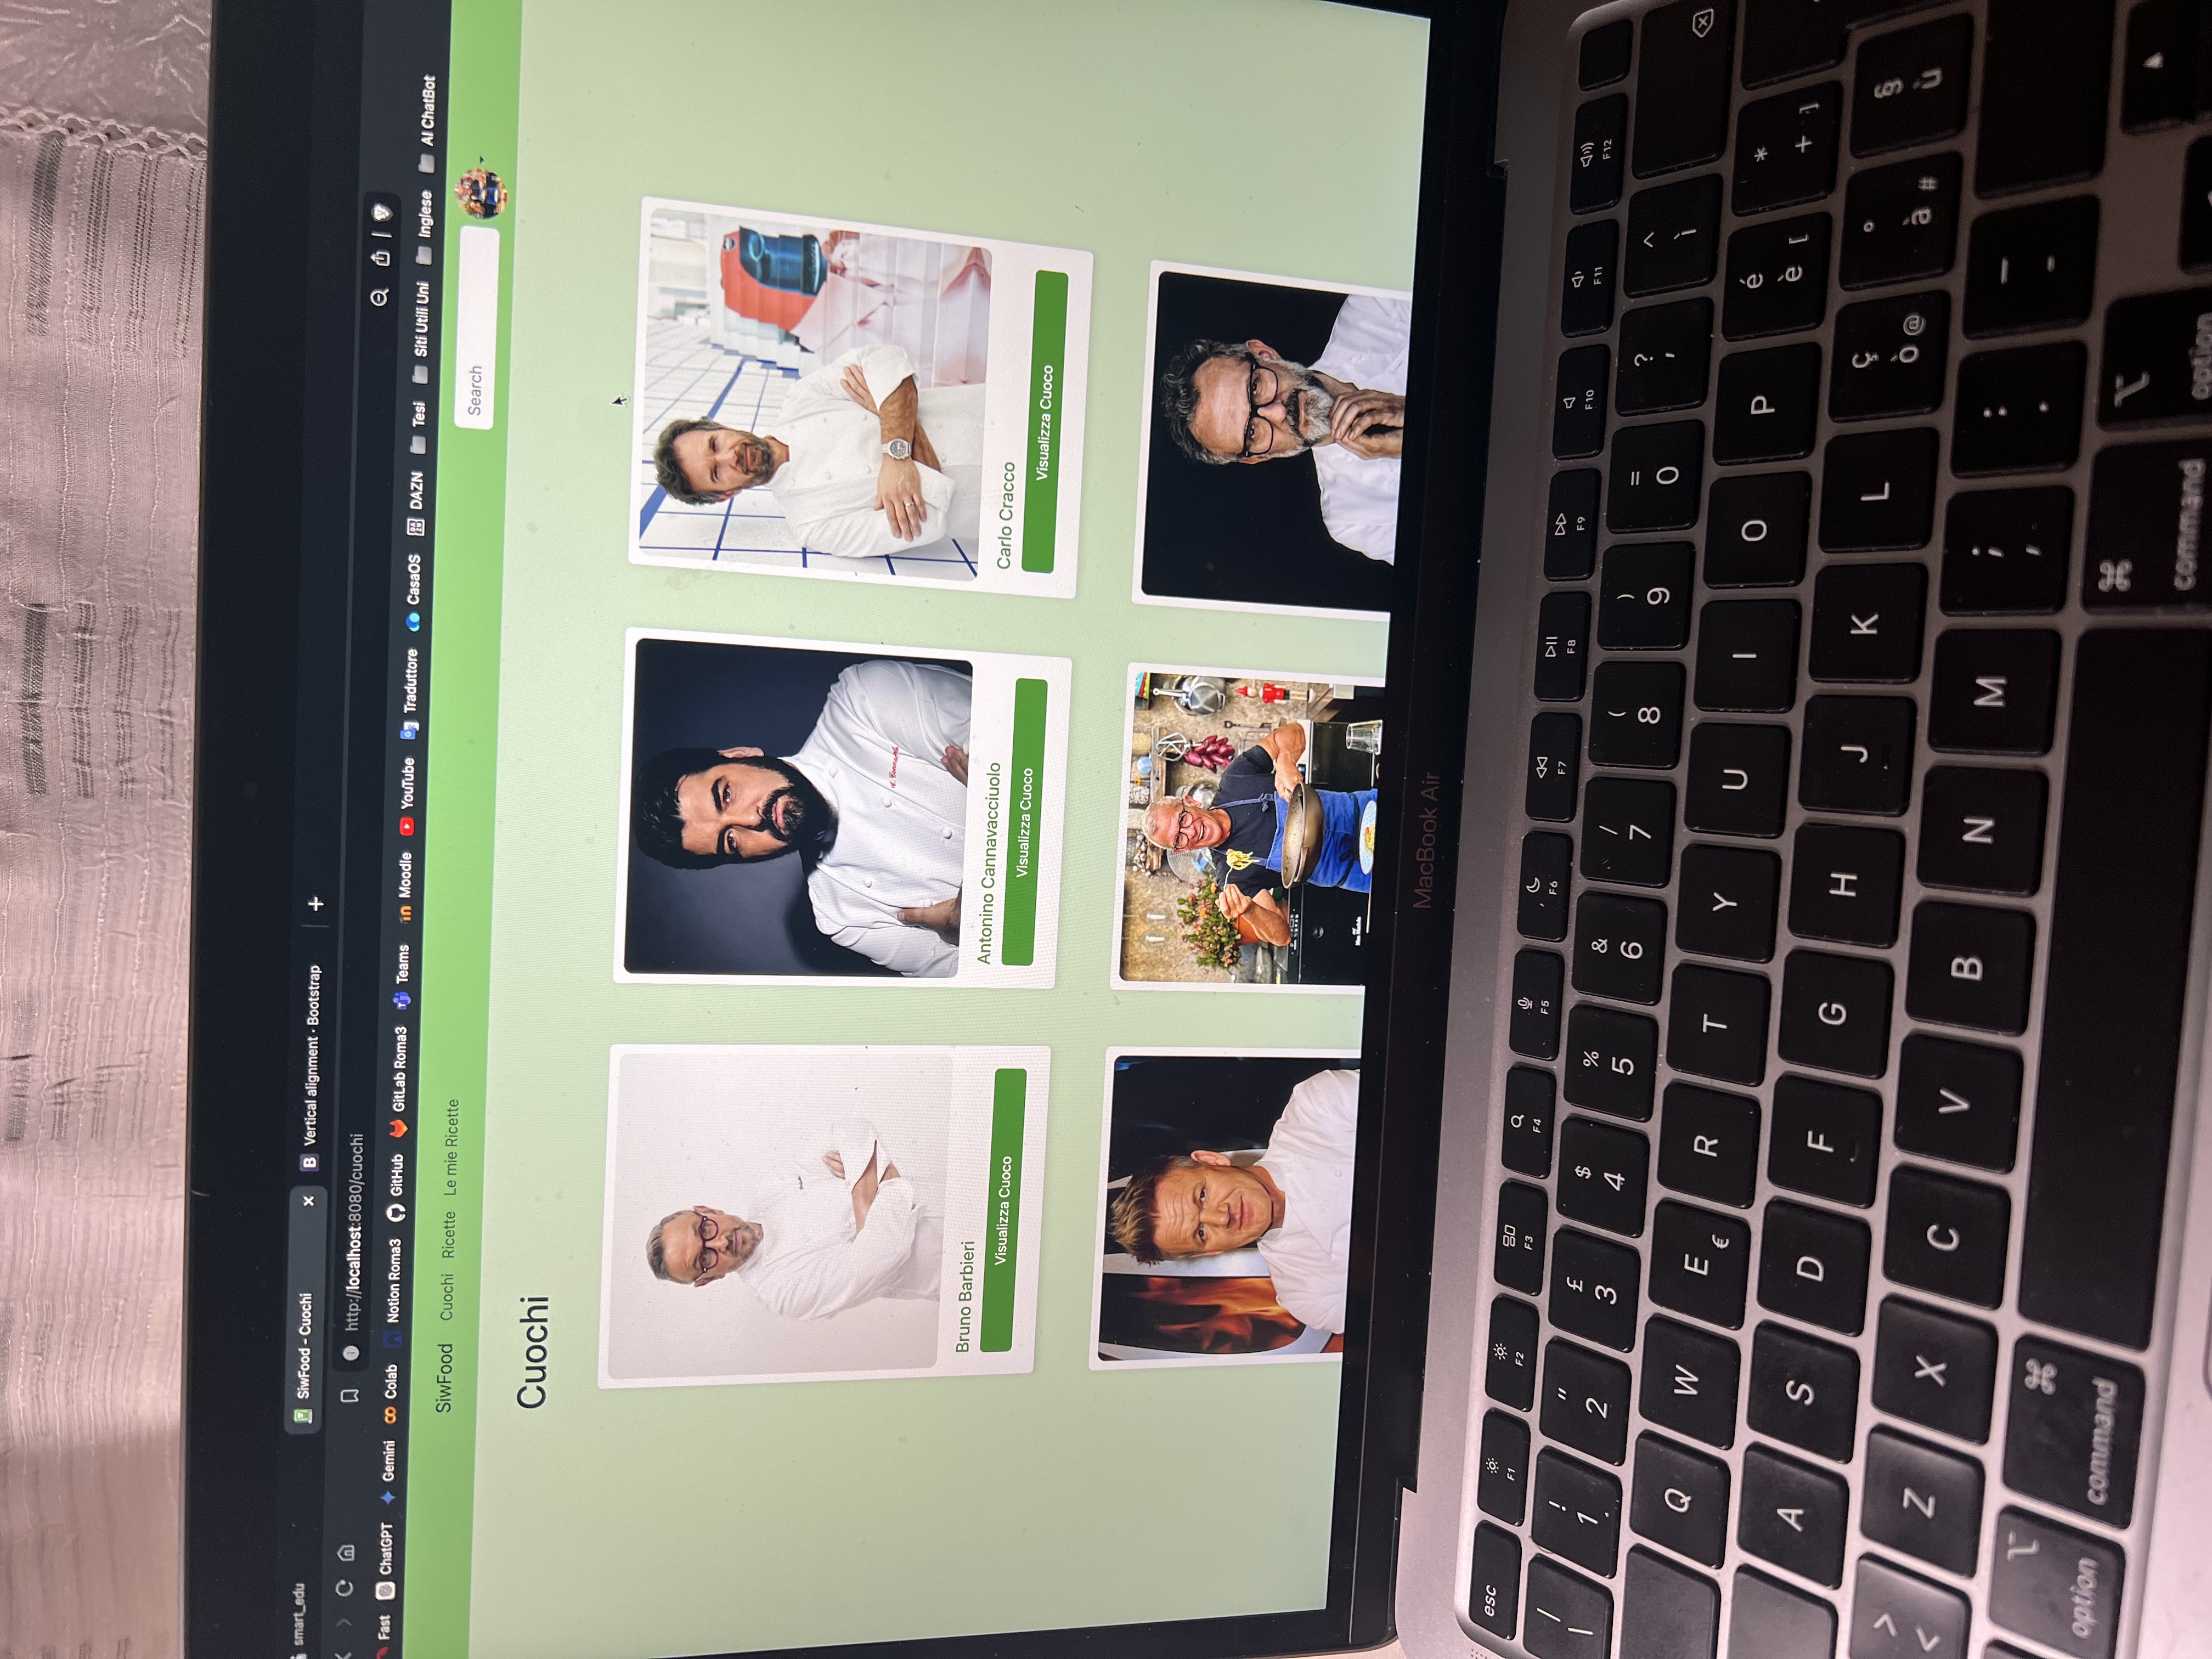 smart_edu
SiwFood - Cuochi
Vertical alignment · Bootstrap
http://localhost:8080/cuochi
Fast ChatGPT Gemini Colab Notion Roma3 GitHub GitLab Roma3 Teams Moodle YouTube Traduttore CasaOS DAZN Tesi Siti Utili Uni Inglese AI ChatBot
SiwFood Cuochi Ricette Le mie Ricette Search
Cuochi
Bruno Barbieri
Visualizza Cuoco
Antonino Cannavacciuolo
Visualizza Cuoco
Carlo Cracco
Visualizza Cuoco
MacBook Air
esc F1 F2 F3 F4 F5 F6 F7 F8 F9 F10 F11 F12
/ ! " £ $ % & / ( ) = ? ^
| 1 2 3 4 5 6 7 8 9 0 ' ì
Q W E € R T Y U I O P é è [ * + ]
A S D F G H J K L ç ò @ ° à # § ù
> < Z X C V B N M ; , : . _ -
option command command option